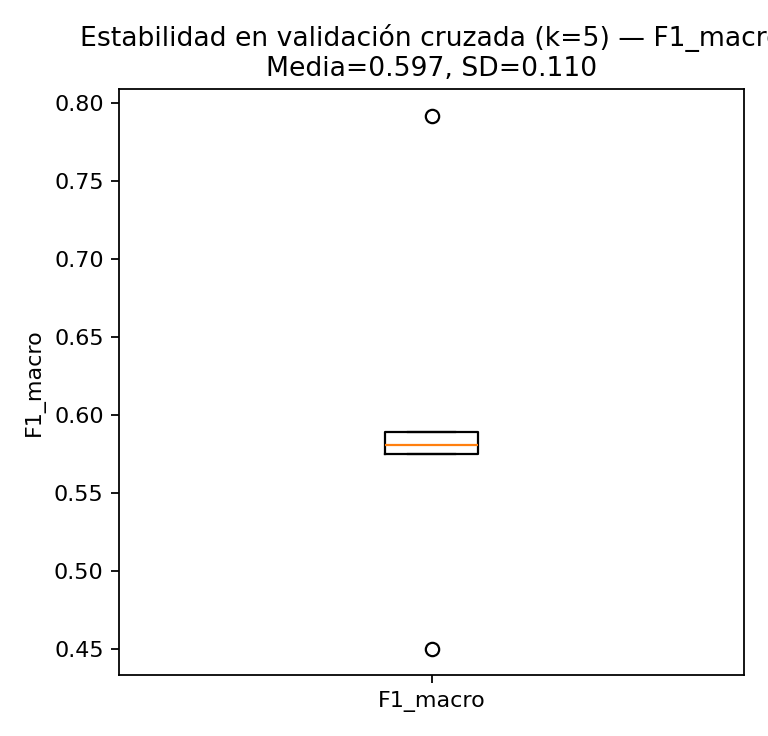 Estabilidad en validación cruzada (k=5) — F1_macr
Media=0.597, SD=0.110
0.80
0.75
0.70
0.65
0.60
0.55
0.50
0.45
F1_macro
F1_macro